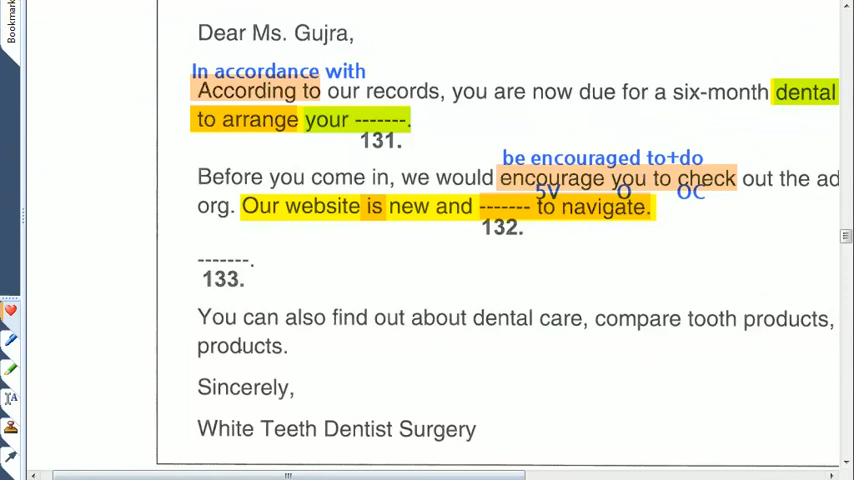 Bookmark
Dear Ms. Gujra,
In accordance with
According to our records, you are now due for a six-month dental
to arrange your -------.
131.
be encouraged to+do
Before you come in, we would encourage you to check out the ad
5V O OC
org. Our website is new and ------- to navigate.
132.
-------.
133.
You can also find out about dental care, compare tooth products,
products.
Sincerely,
White Teeth Dentist Surgery